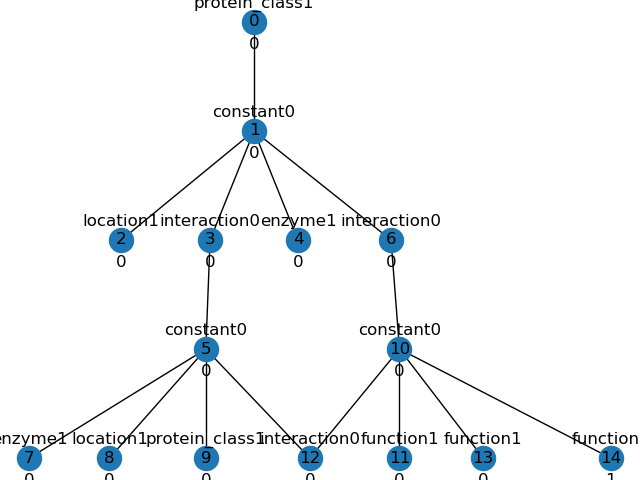 protein_class1
0
0
constant0
1
0
location1 interaction0 enzyme1 interaction0
2 3 4 6
0 0 0 0
constant0 constant0
5 10
0 0
enzyme1 location1 protein_class1 interaction0 function1 function1 function
7 8 9 12 11 13 14
0 0 0 0 0 0 1